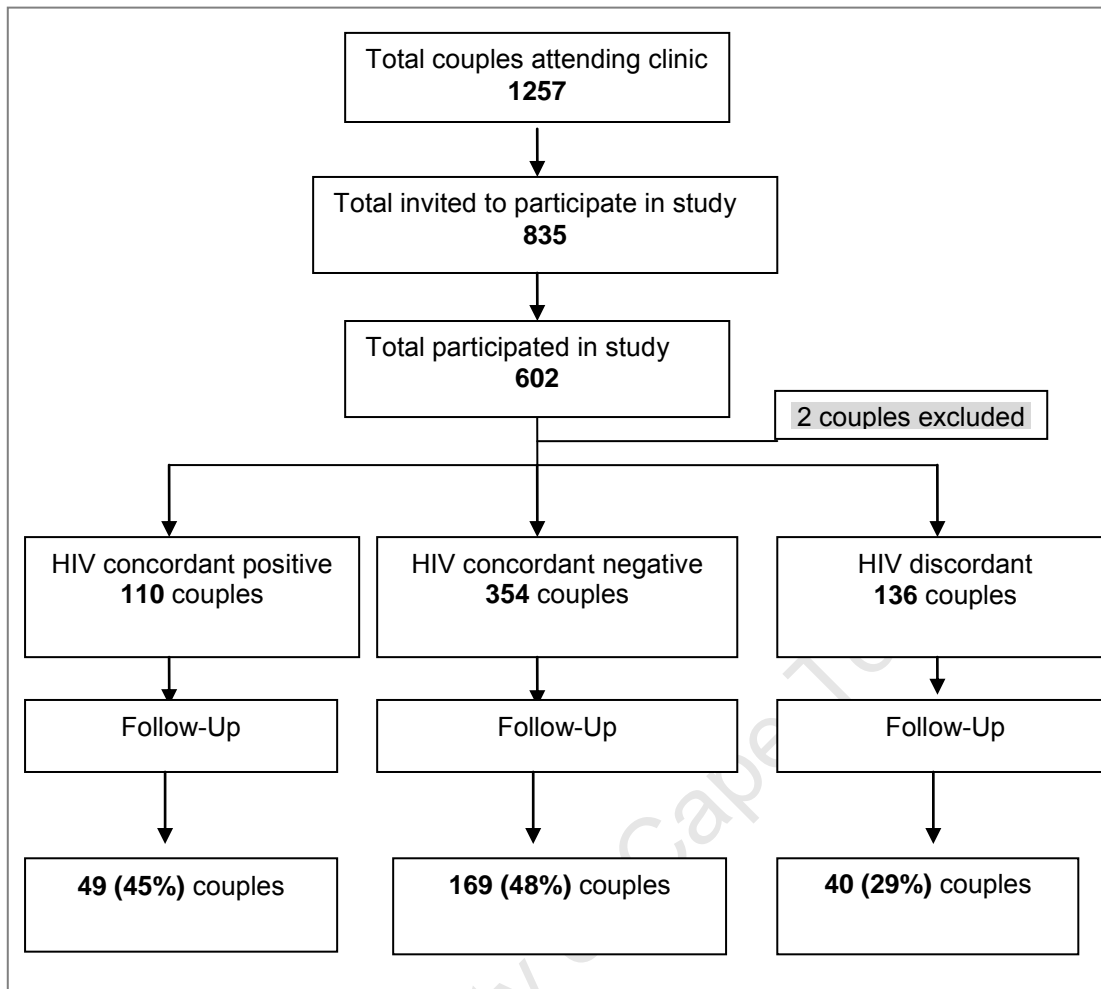 Total couples attending clinic
1257
Total invited to participate in study
835
Total participated in study
602
2 couples excluded
HIV concordant positive
110 couples
HIV concordant negative
354 couples
HIV discordant
136 couples
Follow-Up
Follow-Up
Follow-Up
49 (45%) couples
169 (48%) couples
40 (29%) couples